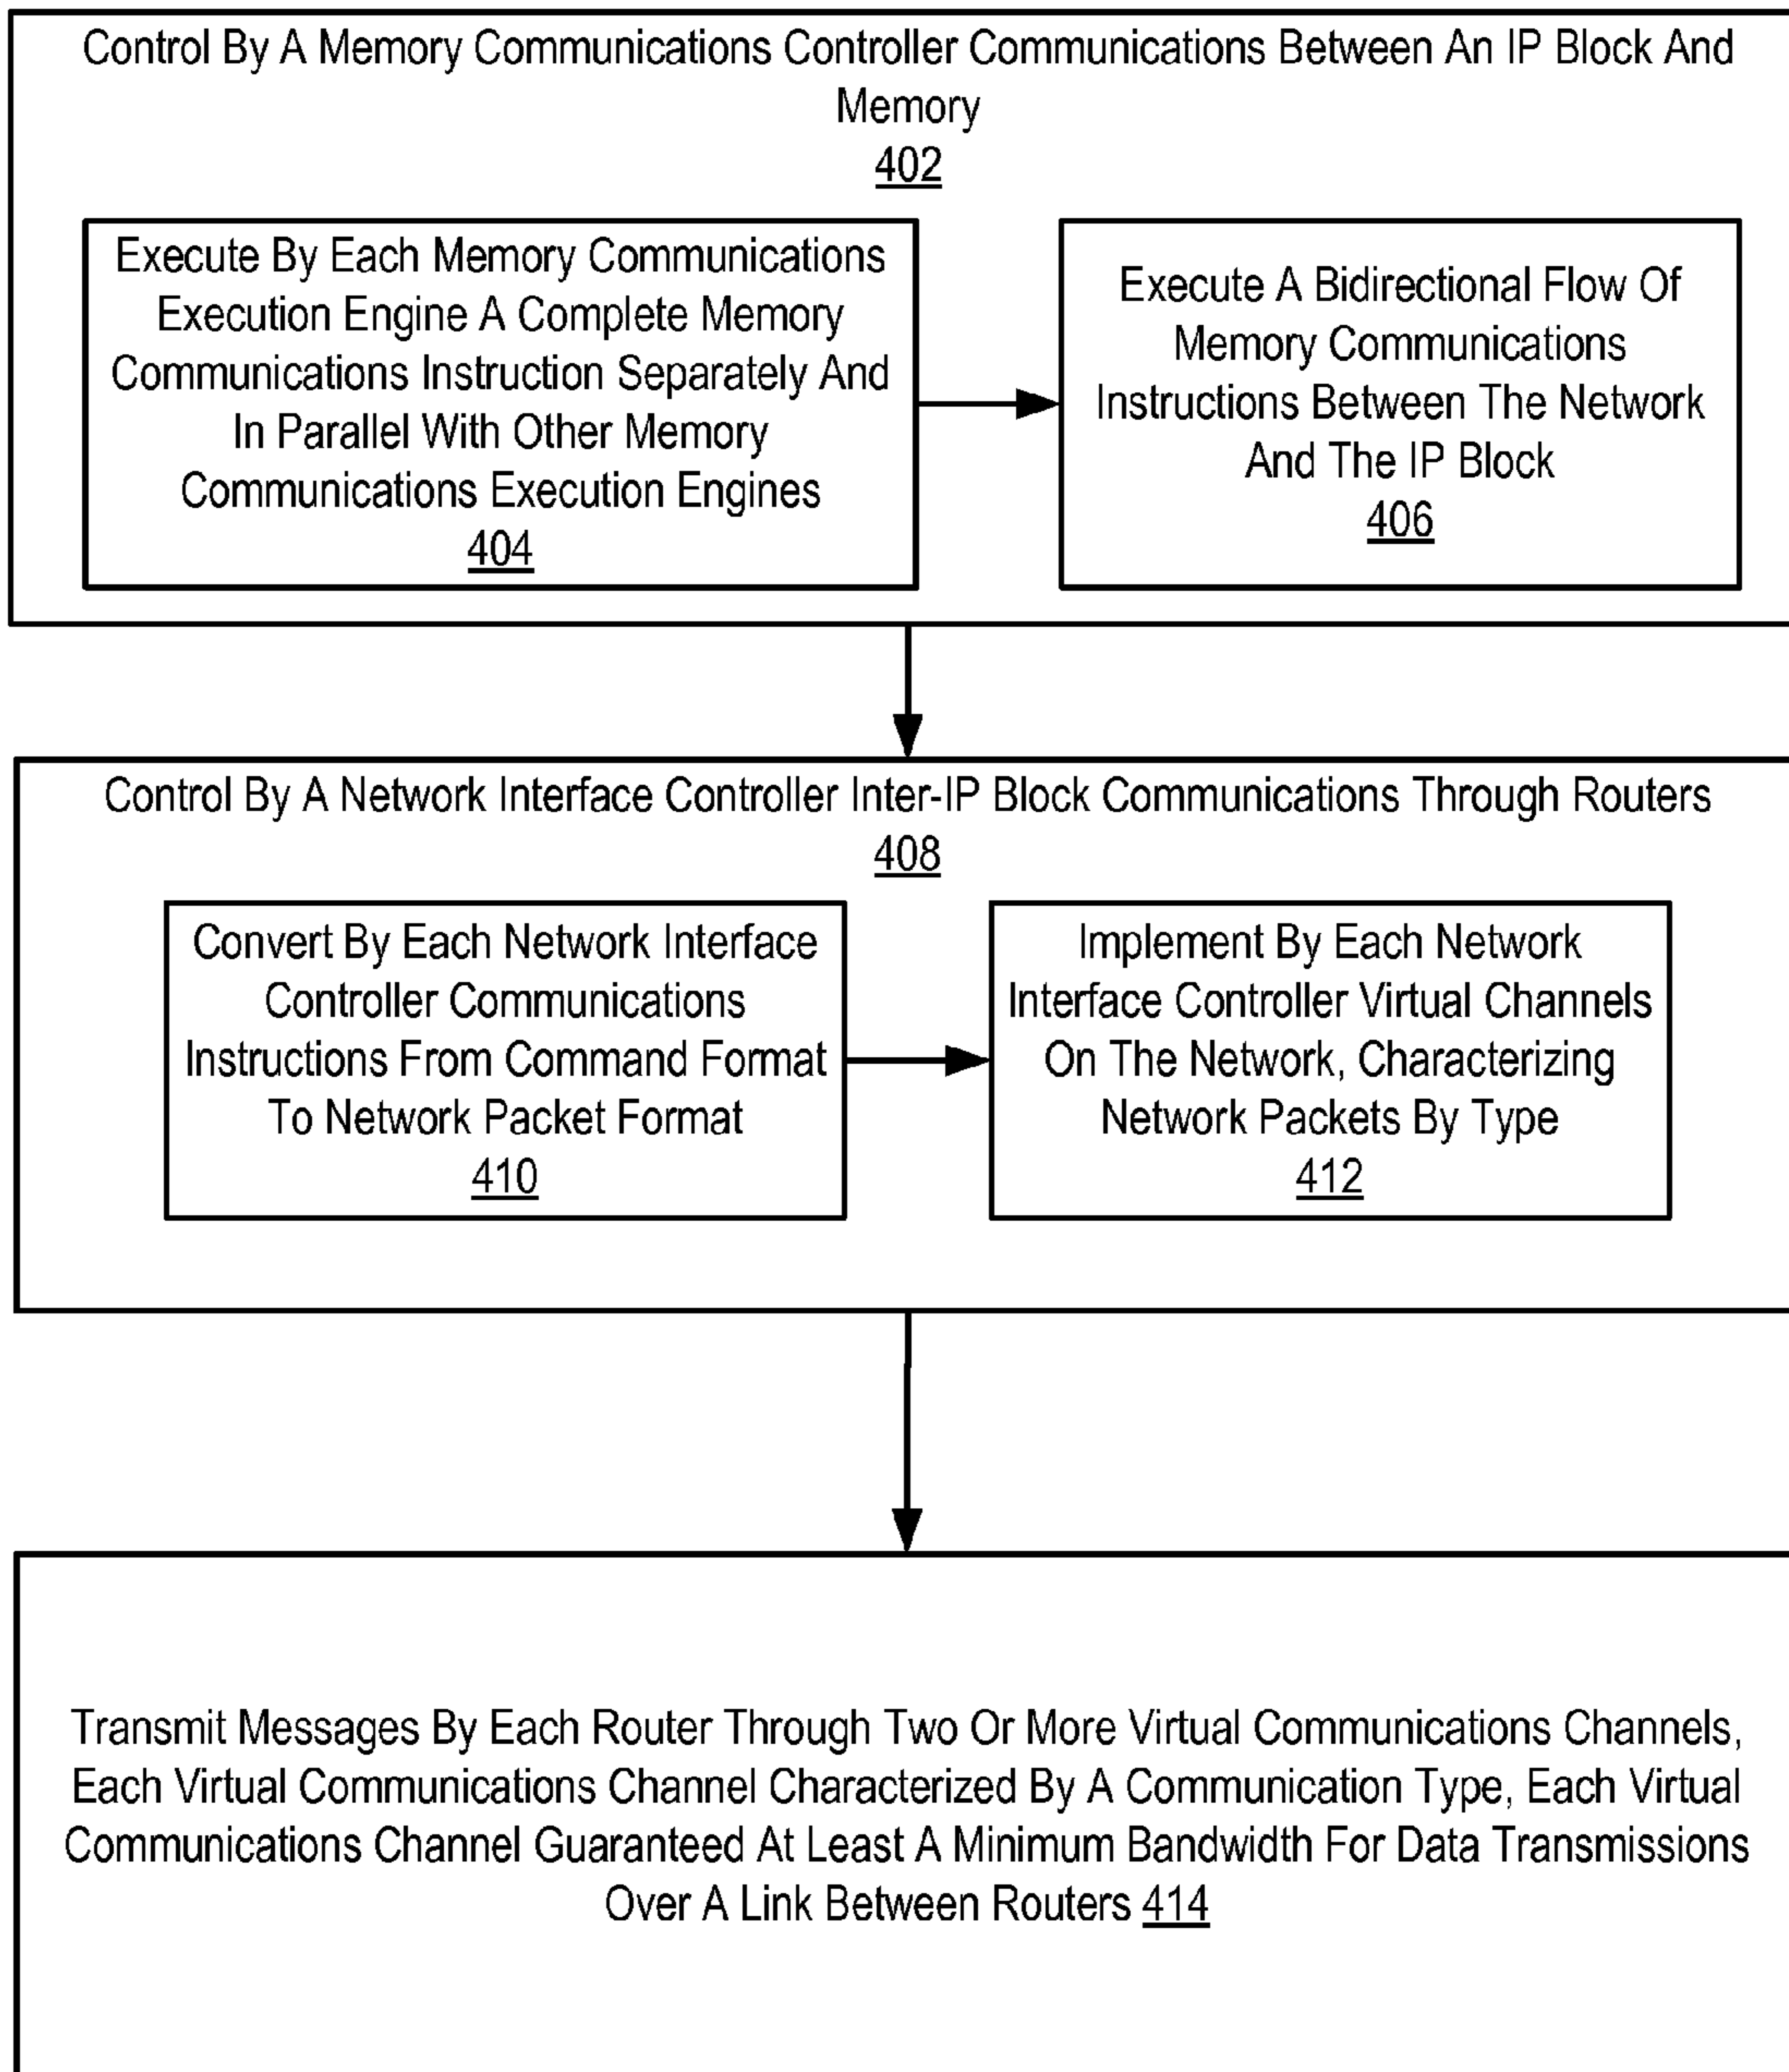 Control By A Memory Communications Controller Communications Between An IP Block And
Memory
402
Execute By Each Memory Communications
Execution Engine A Complete Memory
Communications Instruction Separately And
In Parallel With Other Memory
Communications Execution Engines
404
Execute A Bidirectional Flow Of
Memory Communications
Instructions Between The Network
And The IP Block
406
Control By A Network Interface Controller Inter-IP Block Communications Through Routers
408
Convert By Each Network Interface
Controller Communications
Instructions From Command Format
To Network Packet Format
410
Implement By Each Network
Interface Controller Virtual Channels
On The Network, Characterizing
Network Packets By Type
412
Transmit Messages By Each Router Through Two Or More Virtual Communications Channels,
Each Virtual Communications Channel Characterized By A Communication Type, Each Virtual
Communications Channel Guaranteed At Least A Minimum Bandwidth For Data Transmissions
Over A Link Between Routers 414